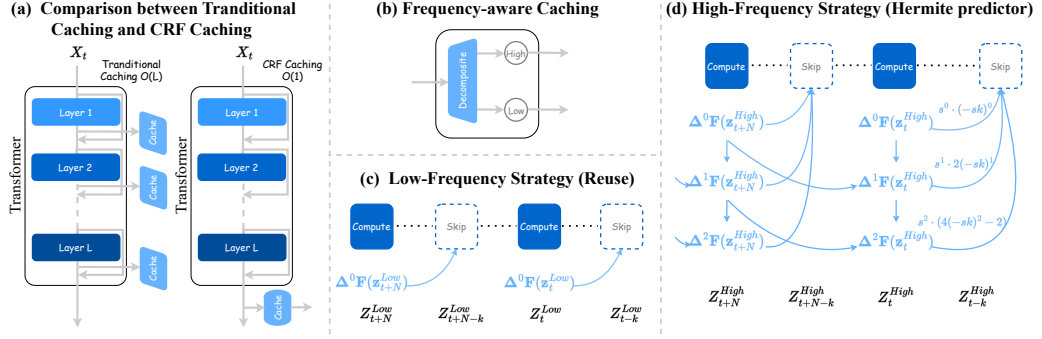 (a) Comparison between Tranditional
Caching and CRF Caching
X_t
Tranditional
Caching O(L)
X_t
CRF Caching
O(1)
Transformer
Layer 1
Cache
Layer 2
Cache
Layer L
Cache
Transformer
Layer 1
Layer 2
Layer L
Cache
(b) Frequency-aware Caching
Decomposite
High
Low
(c) Low-Frequency Strategy (Reuse)
Compute
Skip
Compute
Skip
Δ^0F(z_{t+N}^{Low})
Δ^0F(z_t^{Low})
Z_{t+N}^{Low}
Z_{t+N-k}^{Low}
Z_t^{Low}
Z_{t-k}^{Low}
(d) High-Frequency Strategy (Hermite predictor)
Compute
Skip
Compute
Skip
Δ^0F(z_{t+N}^{High})
Δ^0F(z_t^{High})
s^0 · (-sk)^0
Δ^1F(z_{t+N}^{High})
Δ^1F(z_t^{High})
s^1 · 2(-sk)^1
Δ^2F(z_{t+N}^{High})
Δ^2F(z_t^{High})
s^2 · (4(-sk)^2 - 2)
Z_{t+N}^{High}
Z_{t+N-k}^{High}
Z_t^{High}
Z_{t-k}^{High}